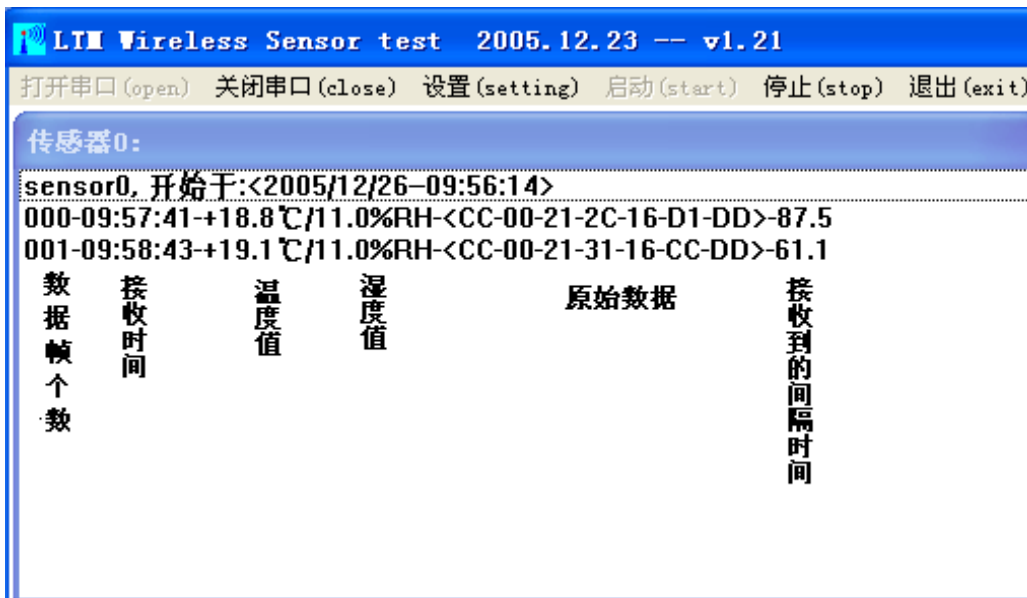 LTM Wireless Sensor test 2005.12.23 -- v1.21
打开串口(open) 关闭串口(close) 设置(setting) 启动(start) 停止(stop) 退出(exit)
传感器0:
sensor0, 开始于:<2005/12/26-09:56:14>
000-09:57:41-+18.8℃/11.0%RH-<CC-00-21-2C-16-D1-DD>-87.5
001-09:58:43-+19.1℃/11.0%RH-<CC-00-21-31-16-CC-DD>-61.1
数据帧个数
接收时间
温度值
湿度值
原始数据
接收到的间隔时间